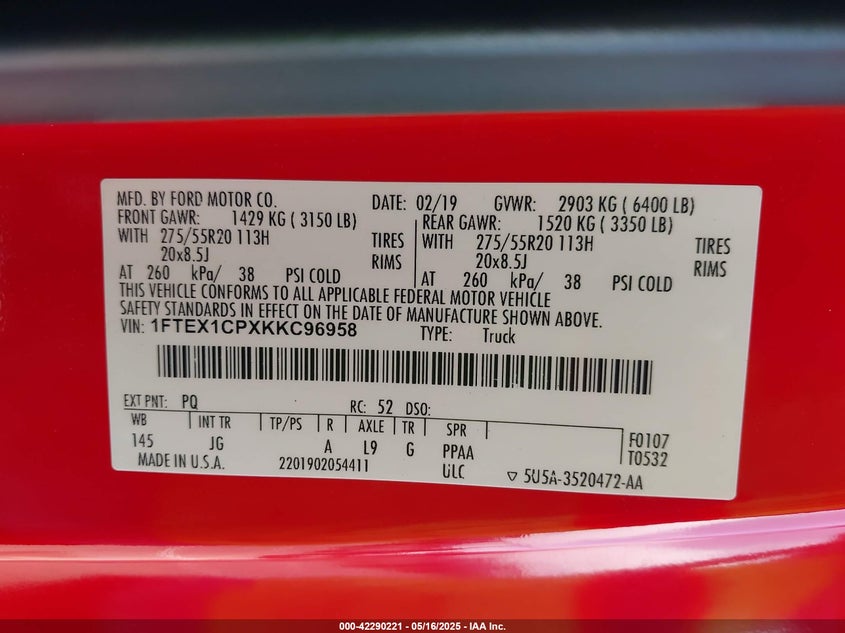 MFD. BY FORD MOTOR CO. DATE: 02/19 GVWR: 2903 KG ( 6400 LB)
FRONT GAWR: 1429 KG ( 3150 LB) REAR GAWR: 1520 KG ( 3350 LB)
WITH 275/55R20 113H TIRES WITH 275/55R20 113H TIRES
20x8.5J RIMS 20x8.5J RIMS
AT 260 kPa/ 38 PSI COLD AT 260 kPa/ 38 PSI COLD
THIS VEHICLE CONFORMS TO ALL APPLICABLE FEDERAL MOTOR VEHICLE
SAFETY STANDARDS IN EFFECT ON THE DATE OF MANUFACTURE SHOWN ABOVE.
VIN: 1FTEX1CPXKKC96958 TYPE: Truck
EXT PNT: PQ RC: 52 DSO:
WB INT TR TP/PS R AXLE TR SPR
145 JG A L9 G PPAA F0107
MADE IN U.S.A. 2201902054411 ULC ▽ 5U5A-3520472-AA T0532
000-42290221 - 05/16/2025 - IAA Inc.